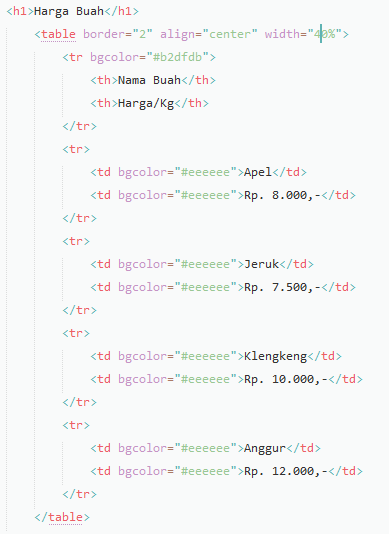 <h1>Harga Buah</h1>
<table border="2" align="center" width="40%">
<tr bgcolor="#b2dfdb">
<th>Nama Buah</th>
<th>Harga/Kg</th>
</tr>
<tr>
<td bgcolor="#eeeeee">Apel</td>
<td bgcolor="#eeeeee">Rp. 8.000,-</td>
</tr>
<tr>
<td bgcolor="#eeeeee">Jeruk</td>
<td bgcolor="#eeeeee">Rp. 7.500,-</td>
</tr>
<tr>
<td bgcolor="#eeeeee">Klengkeng</td>
<td bgcolor="#eeeeee">Rp. 10.000,-</td>
</tr>
<tr>
<td bgcolor="#eeeeee">Anggur</td>
<td bgcolor="#eeeeee">Rp. 12.000,-</td>
</tr>
</table>